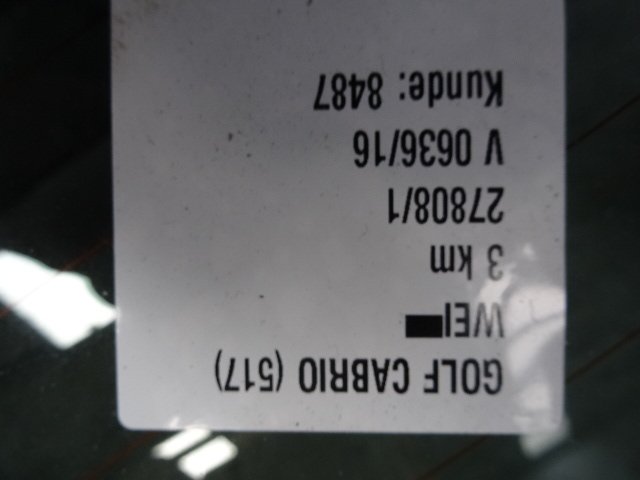 GOLF CABRIO (517)
WEI
3 km
27808/1
V 0636/16
Kunde: 8487